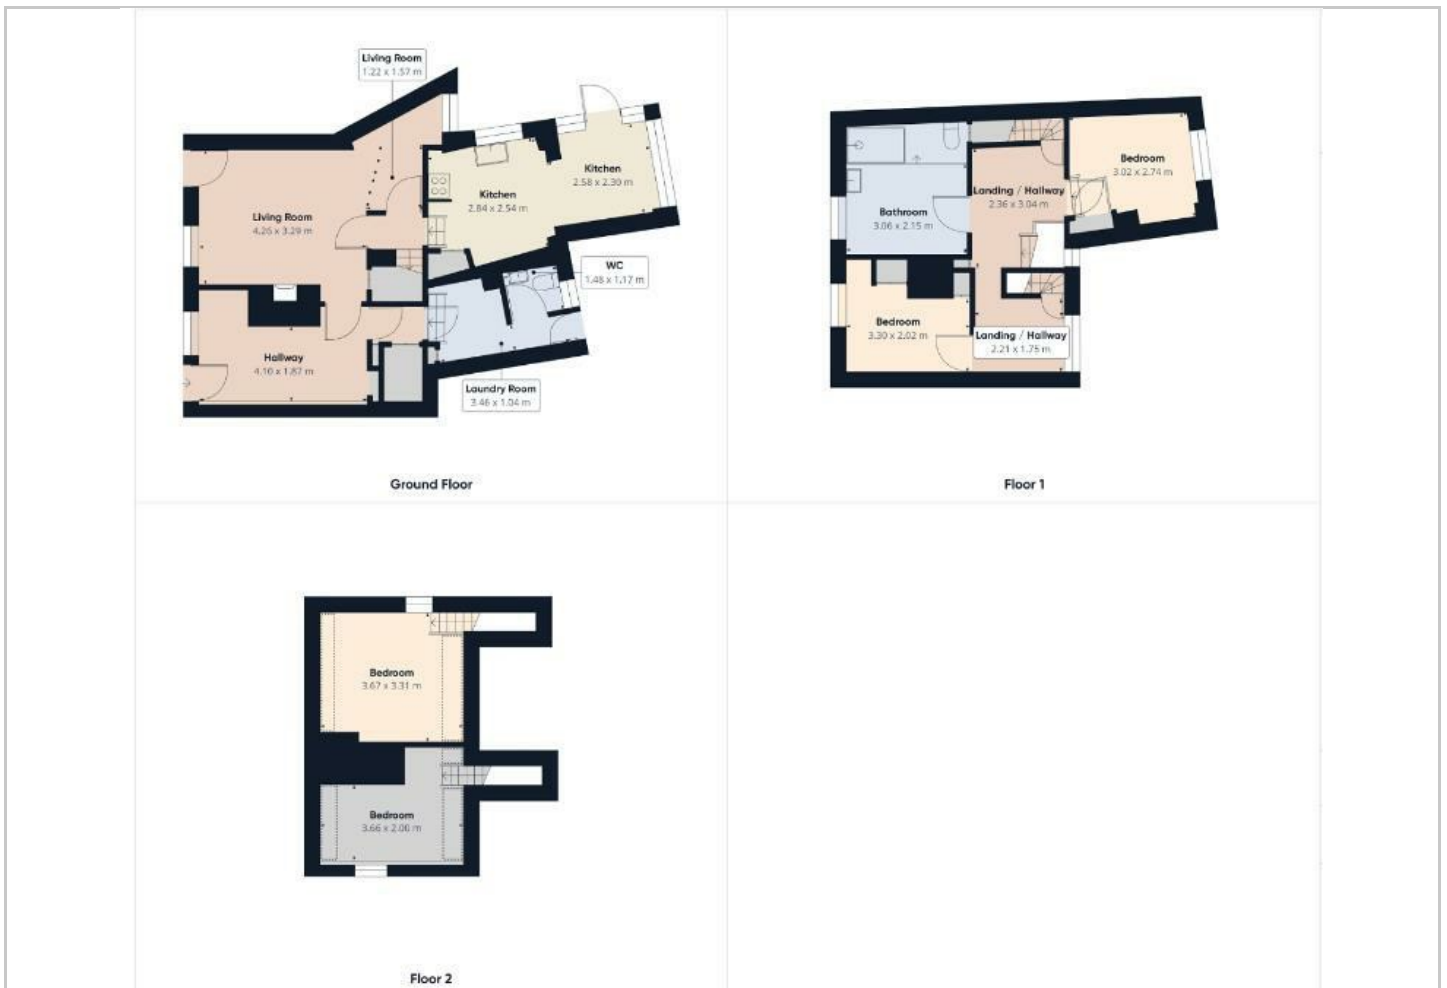 Living Room
1.22 x 1.57 m
Kitchen
2.58 x 2.30 m
Kitchen
2.84 x 2.54 m
Living Room
4.26 x 3.29 m
WC
1.48 x 1.17 m
Hallway
4.10 x 1.87 m
Laundry Room
3.46 x 1.04 m
Ground Floor
Bedroom
3.02 x 2.74 m
Landing / Hallway
2.36 x 3.04 m
Bathroom
3.06 x 2.15 m
Bedroom
3.30 x 2.02 m
Landing / Hallway
2.21 x 1.75 m
Floor 1
Bedroom
3.67 x 3.31 m
Bedroom
3.66 x 2.00 m
Floor 2